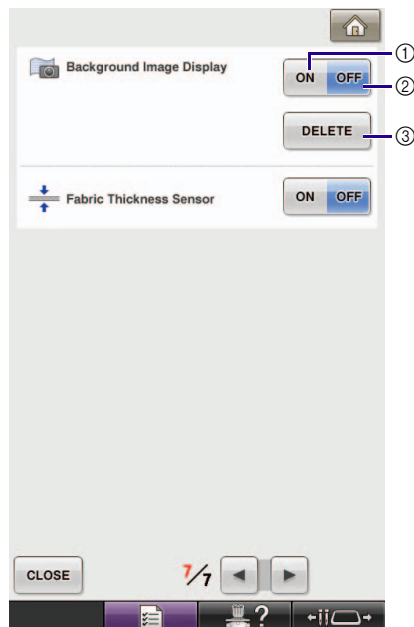 Background Image Display
ON OFF
①
②
DELETE
③
Fabric Thickness Sensor
ON OFF
CLOSE
7/7
?